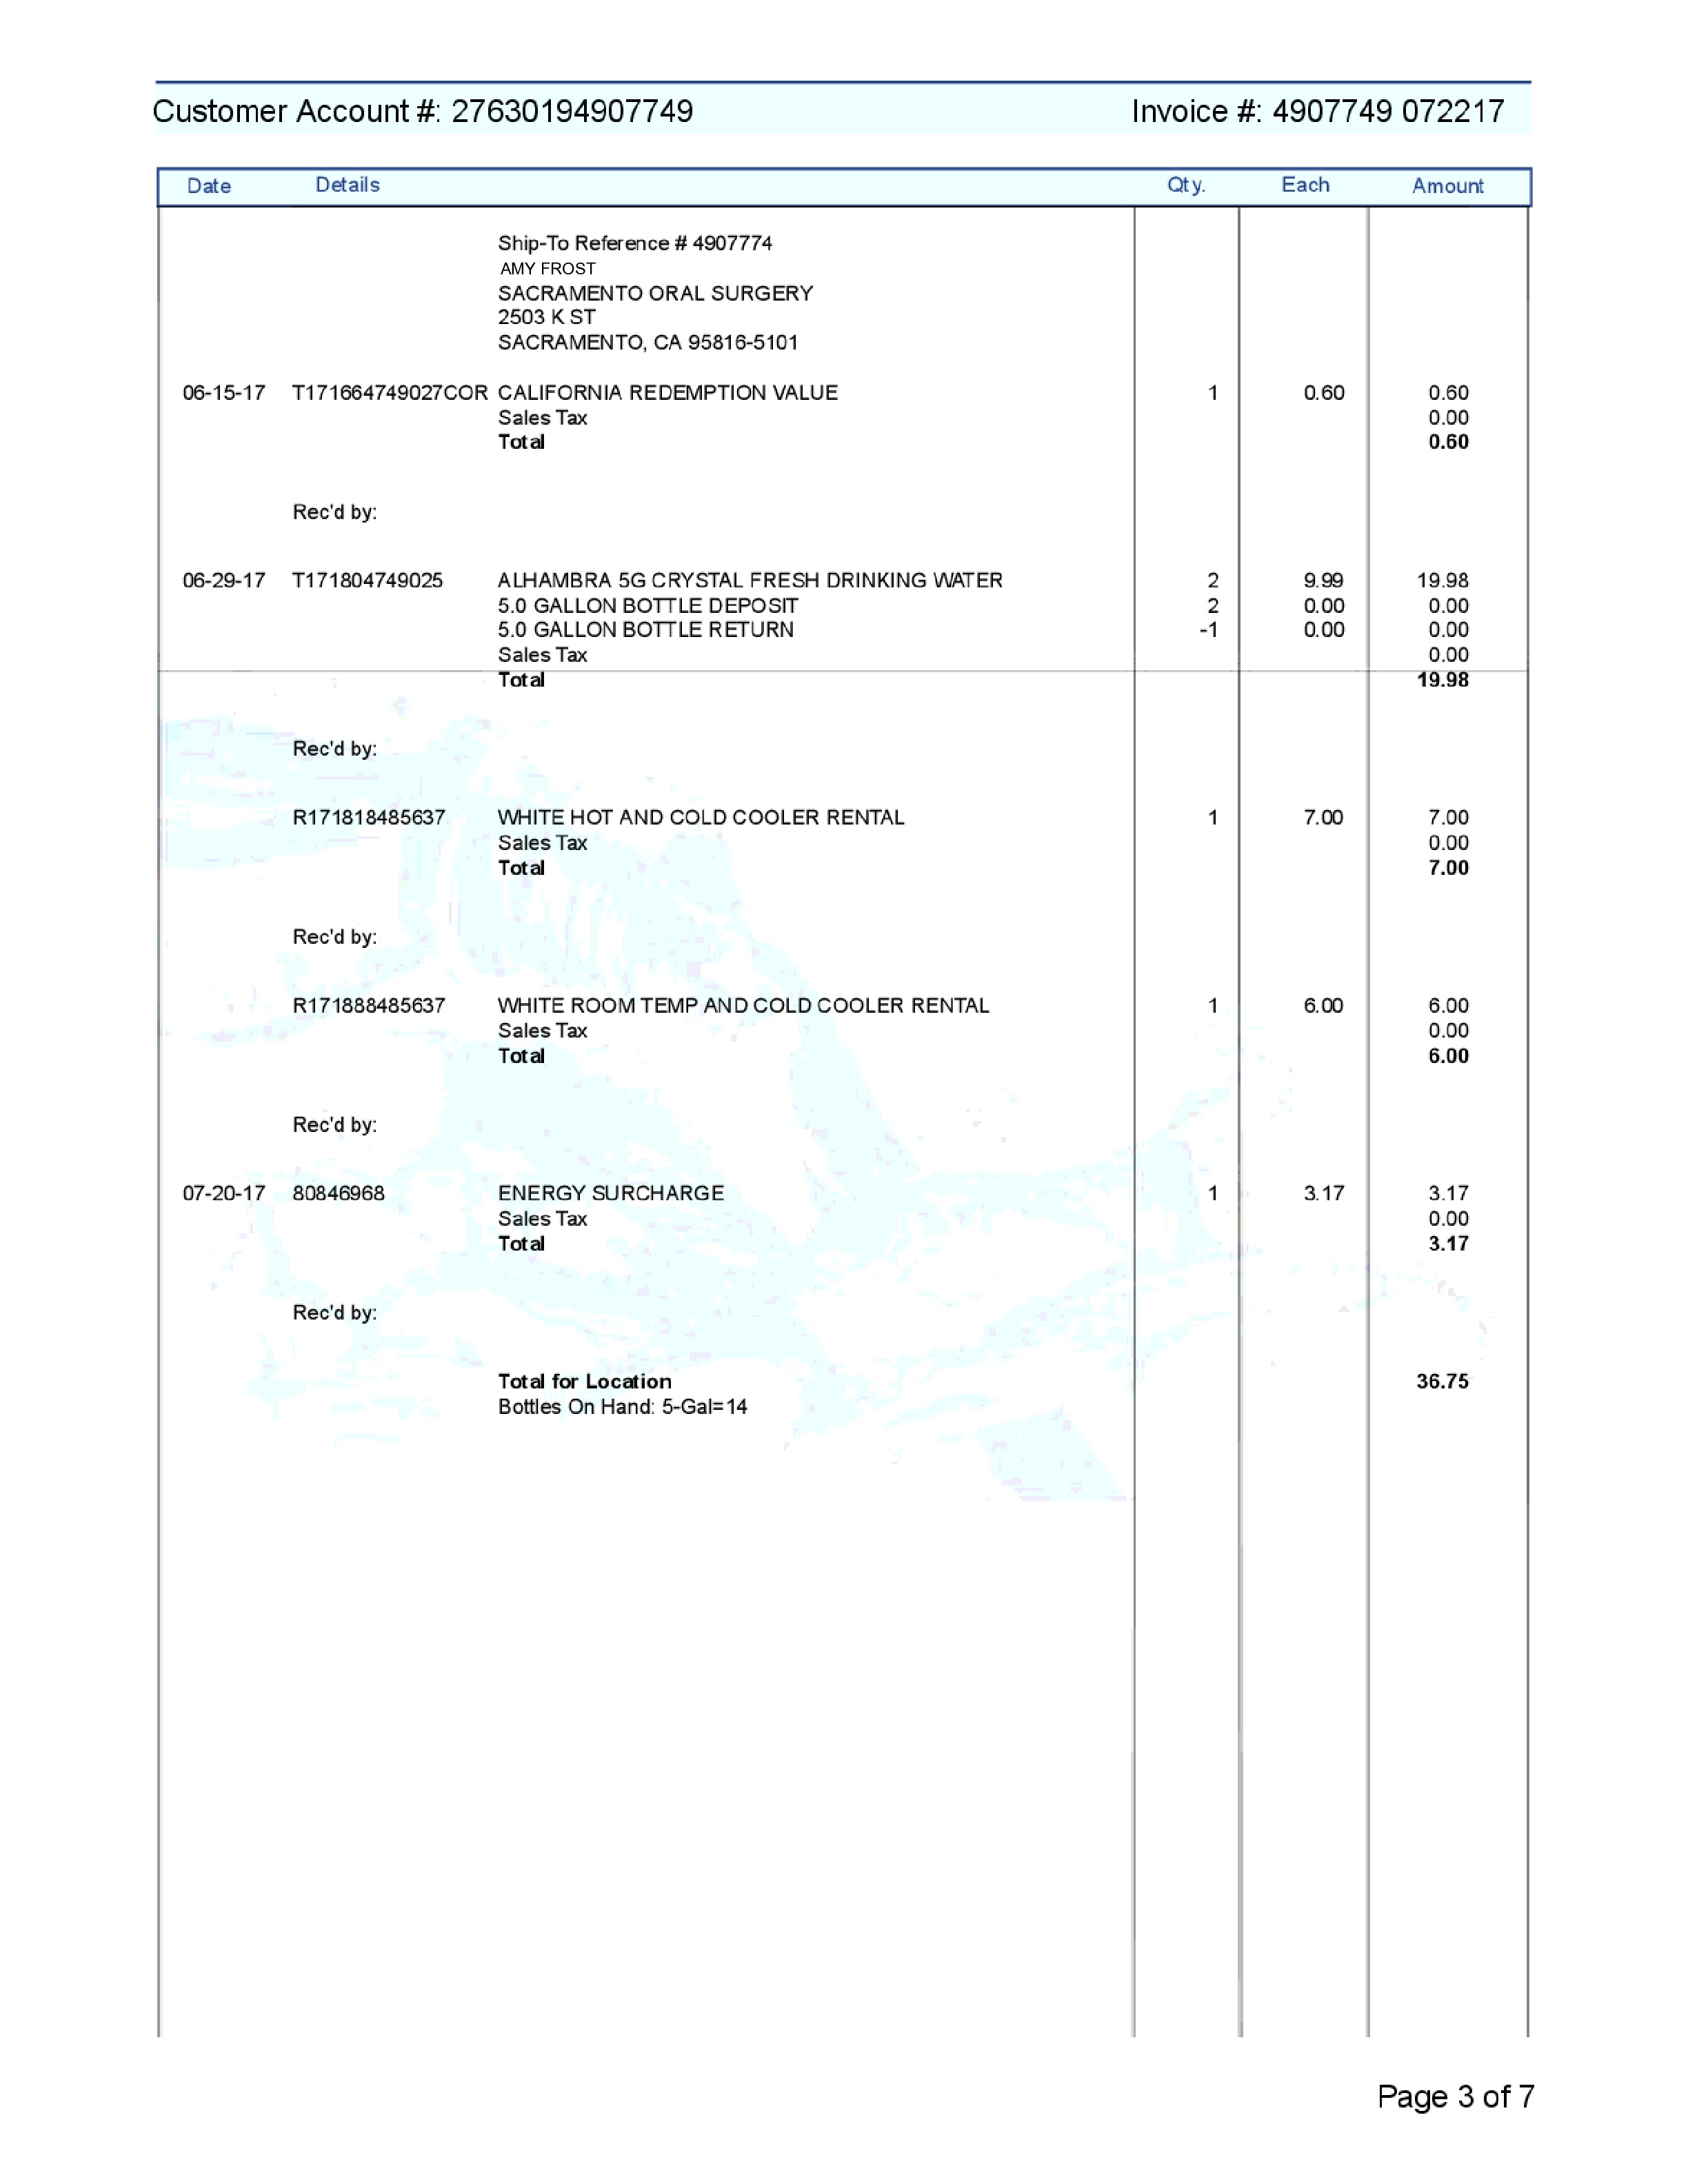 Customer Account #: 27630194907749 Invoice #: 4907749 072217
Date Details Qty. Each Amount
Ship-To Reference # 4907774
AMY FROST
SACRAMENTO ORAL SURGERY
2503 K ST
SACRAMENTO, CA 95816-5101
06-15-17 T171664749027COR CALIFORNIA REDEMPTION VALUE 1 0.60 0.60
Sales Tax 0.00
Total 0.60
Rec'd by:
06-29-17 T171804749025 ALHAMBRA 5G CRYSTAL FRESH DRINKING WATER 2 9.99 19.98
5.0 GALLON BOTTLE DEPOSIT 2 0.00 0.00
5.0 GALLON BOTTLE RETURN -1 0.00 0.00
Sales Tax 0.00
Total 19.98
Rec'd by:
R171818485637 WHITE HOT AND COLD COOLER RENTAL 1 7.00 7.00
Sales Tax 0.00
Total 7.00
Rec'd by:
R171888485637 WHITE ROOM TEMP AND COLD COOLER RENTAL 1 6.00 6.00
Sales Tax 0.00
Total 6.00
Rec'd by:
07-20-17 80846968 ENERGY SURCHARGE 1 3.17 3.17
Sales Tax 0.00
Total 3.17
Rec'd by:
Total for Location 36.75
Bottles On Hand: 5-Gal=14
Page 3 of 7